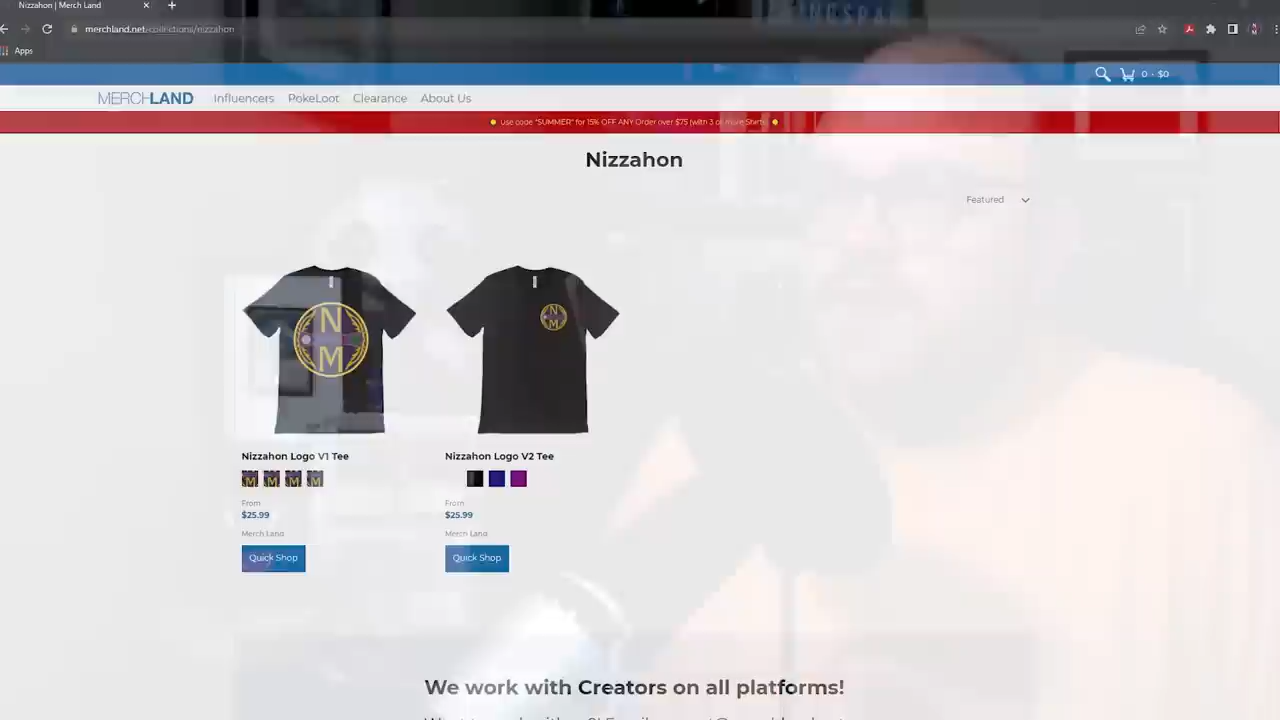 Nizzahon | Merch Land
merchland.net/collections/nizzahon
Apps
0 - $0
MERCHLAND Influencers PokeLoot Clearance About Us
Use code "SUMMER" for 15% OFF ANY Order over $75 (with 3 or more Shirts)
Nizzahon
Featured
N
M
N
M
Nizzahon Logo V1 Tee Nizzahon Logo V2 Tee
From From
$25.99 $25.99
Merch Land Merch Land
Quick Shop Quick Shop
We work with Creators on all platforms!